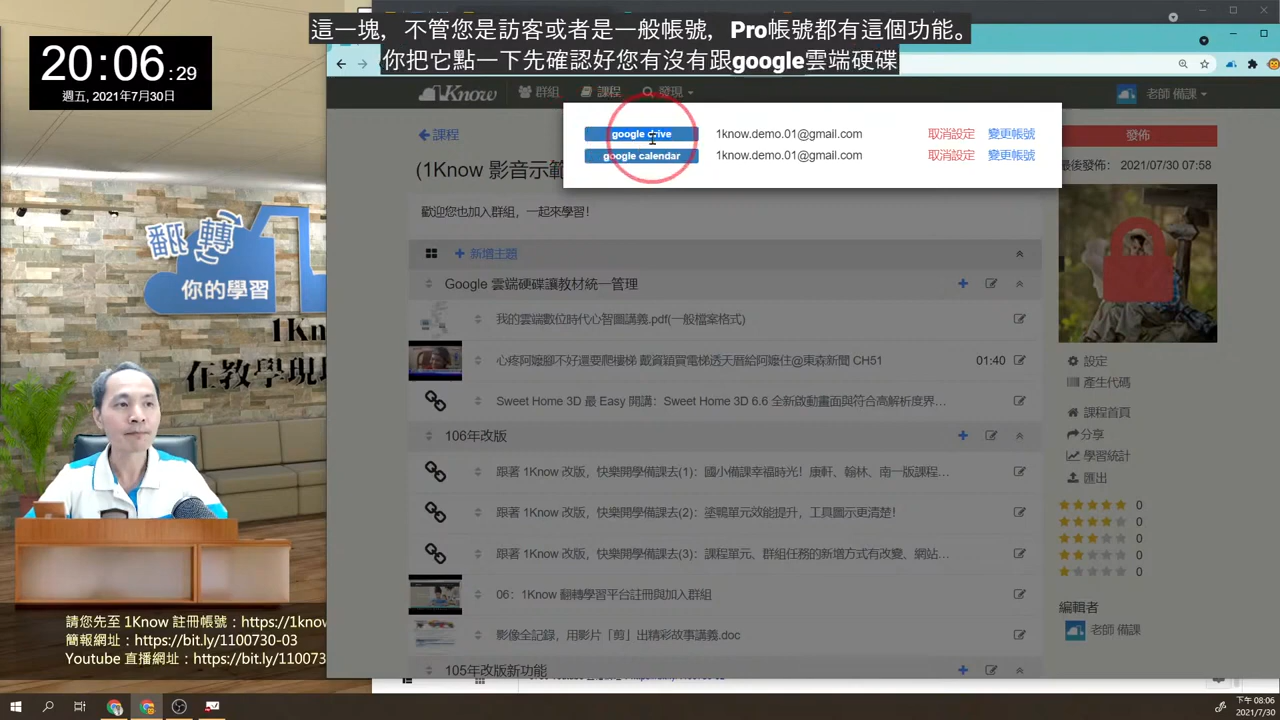 這一塊，不管您是訪客或者是一般帳號，Pro帳號都有這個功能。
你把它點一下先確認好您有沒有跟google雲端硬碟
20:06:29
週五, 2021年7月30日
1Know
群組
課程
發現
老師 備課
課程
google drive
1know.demo.01@gmail.com
取消設定
變更帳號
google calendar
1know.demo.01@gmail.com
取消設定
變更帳號
發佈
最後發佈： 2021/07/30 07:58
(1Know 影音示範
歡迎您也加入群組，一起來學習!
新增主題
Google 雲端硬碟讓教材統一管理
我的雲端數位時代心智圖講義.pdf(一般檔案格式)
心疼阿嬤腳不好還要爬樓梯 戴資穎買電梯透天厝給阿嬤住@東森新聞 CH51
01:40
Sweet Home 3D 最 Easy 開講：Sweet Home 3D 6.6 全新啟動畫面與符合高解析度界…
106年改版
跟著 1Know 改版，快樂開學備課去(1)：國小備課幸福時光！康軒、翰林、南一版課程…
跟著 1Know 改版，快樂開學備課去(2)：塗鴨單元效能提升，工具圖示更清楚!
跟著 1Know 改版，快樂開學備課去(3)：課程單元、群組任務的新增方式有改變、網站…
06：1Know 翻轉學習平台註冊與加入群組
影像全記錄，用影片「剪」出精彩故事講義.doc
105年改版新功能
設定
產生代碼
課程首頁
分享
學習統計
匯出
0
0
0
0
0
編輯者
老師 備課
翻轉
你的學習
1Kn
在教學現場
請您先至 1Know 註冊帳號：https://1know
簡報網址：https://bit.ly/1100730-03
Youtube 直播網址：https://bit.ly/110073
下午 08:06
2021/7/30